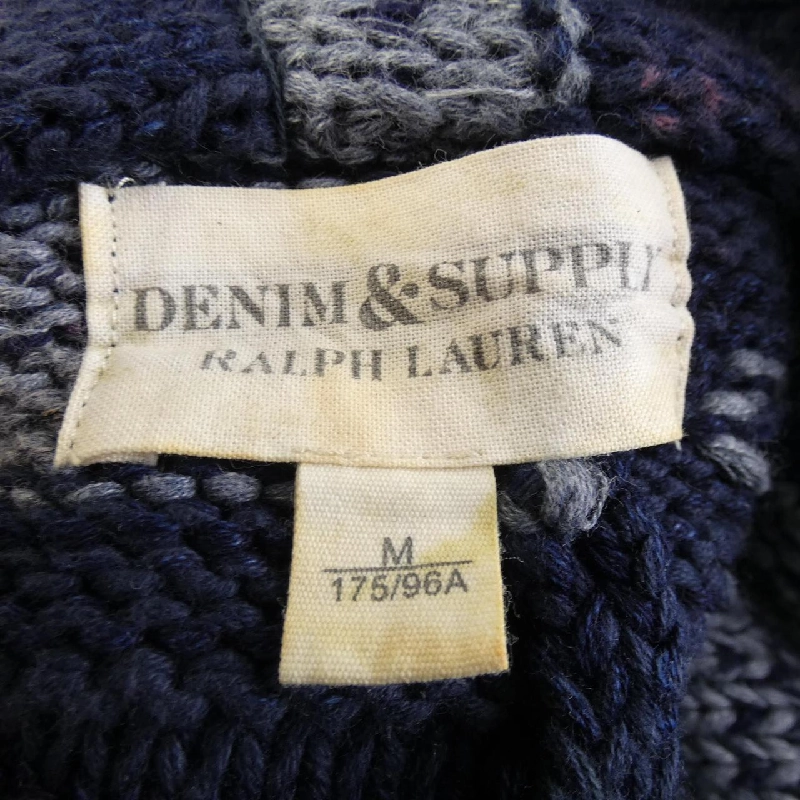 DENIM & SUPPLY
RALPH LAUREN
M
175/96A